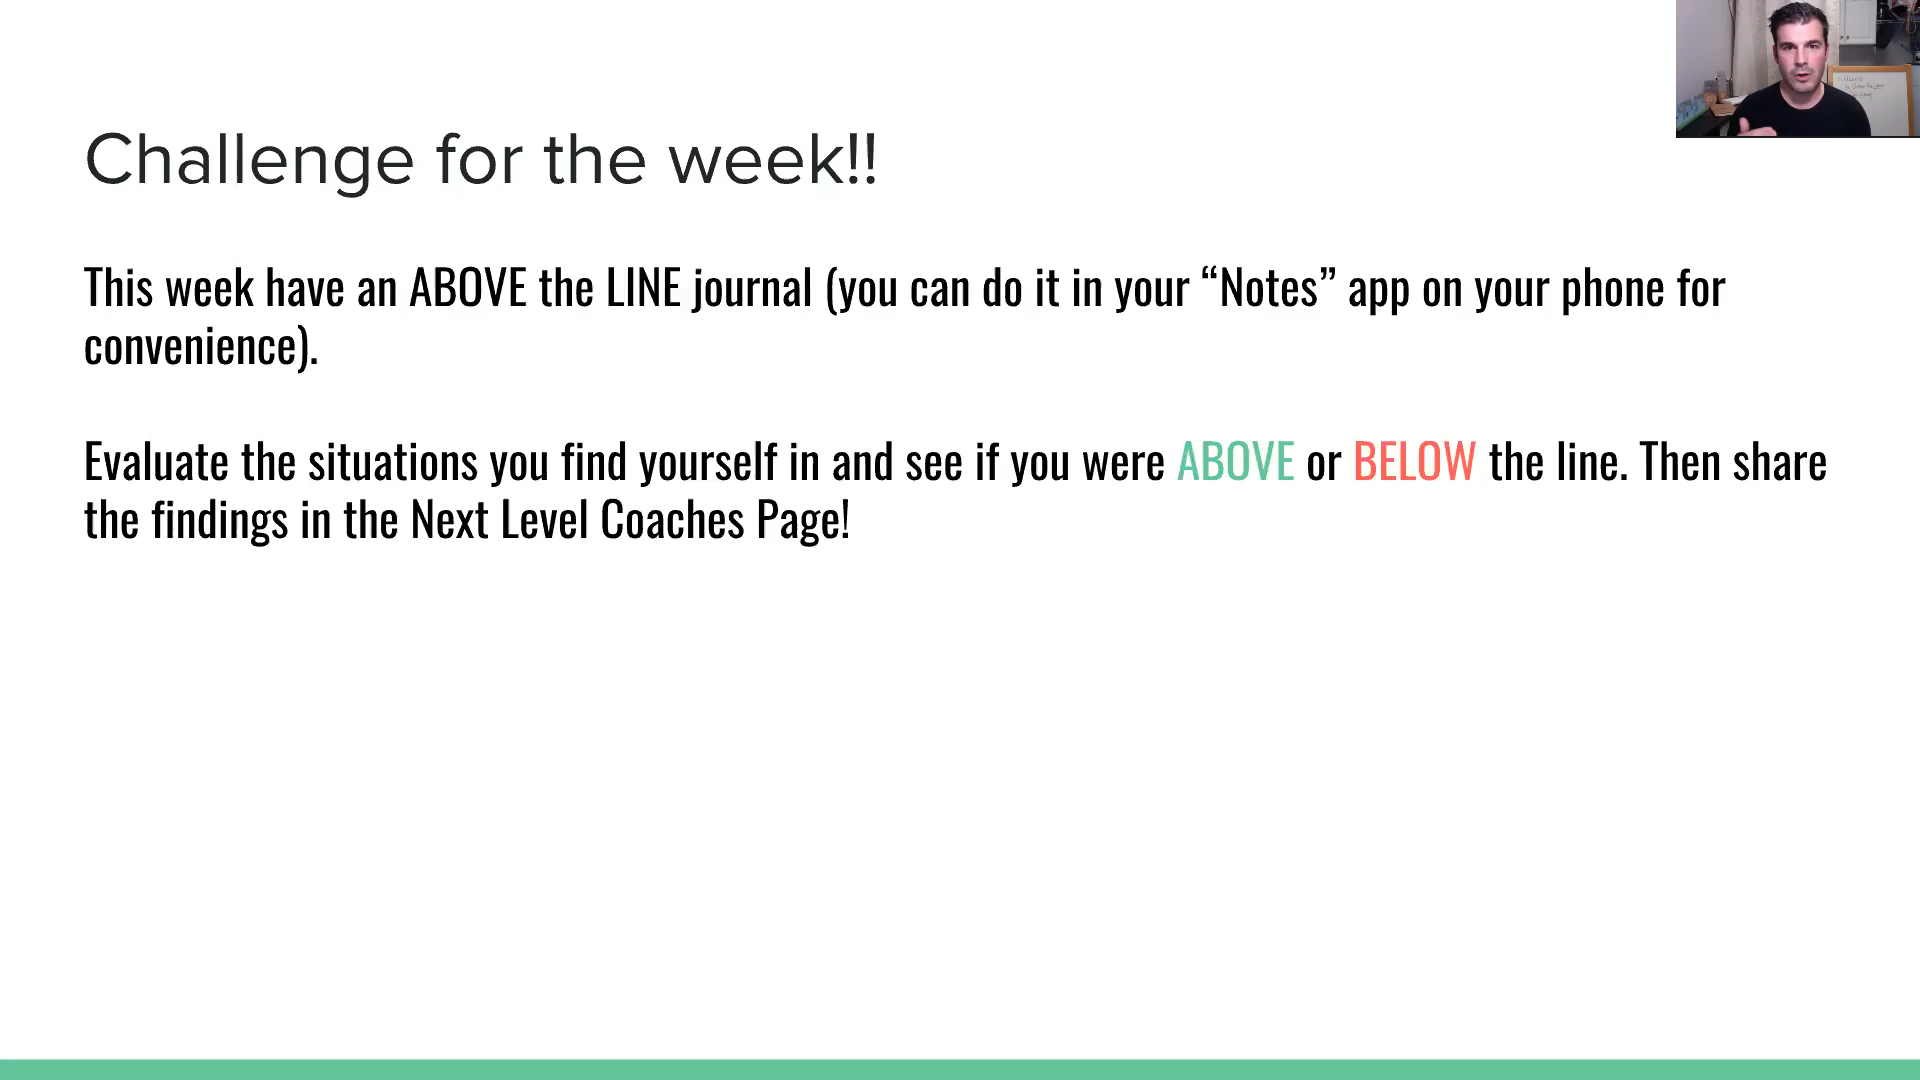 Challenge for the week!!
This week have an ABOVE the LINE journal (you can do it in your “Notes” app on your phone for
convenience).
Evaluate the situations you find yourself in and see if you were ABOVE or BELOW the line. Then share
the findings in the Next Level Coaches Page!